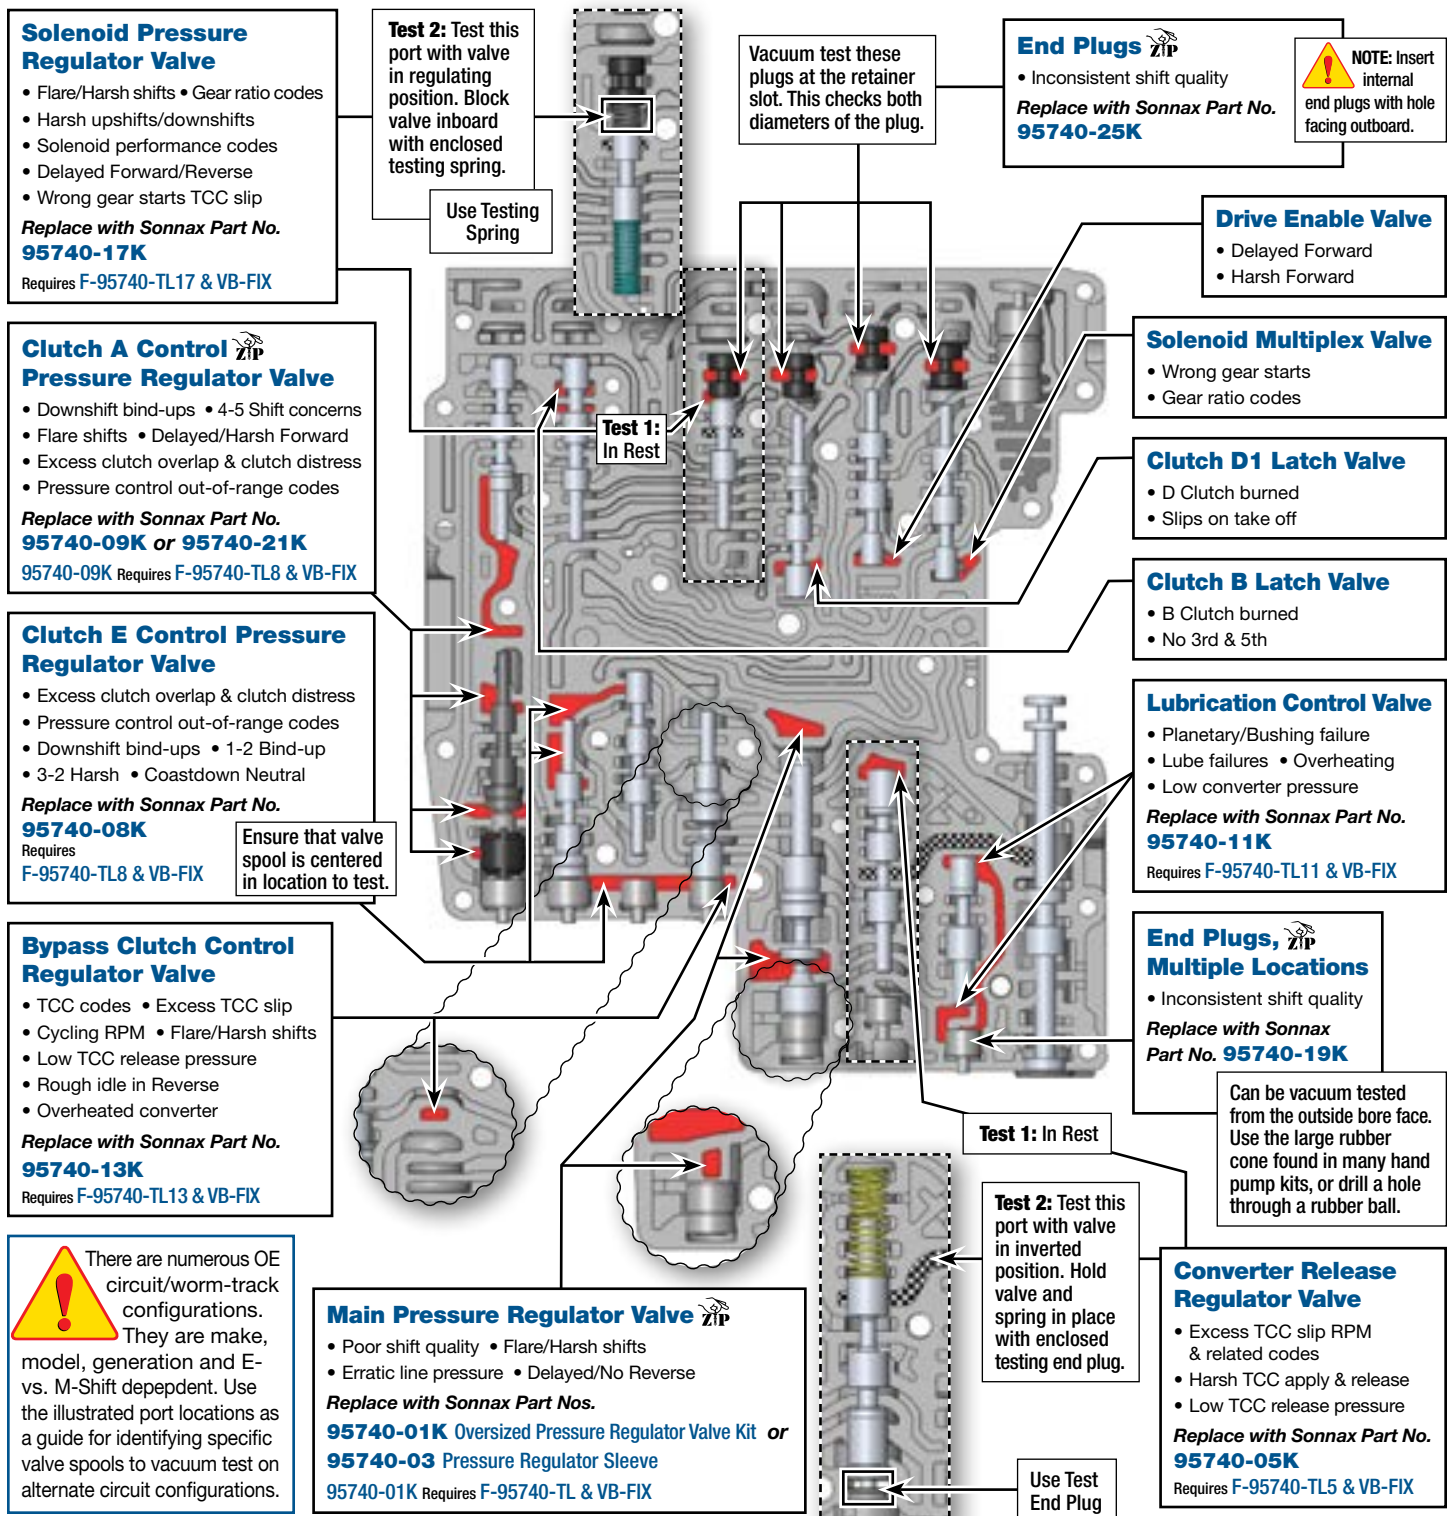 Solenoid Pressure
Regulator Valve
• Flare/Harsh shifts • Gear ratio codes
• Harsh upshifts/downshifts
• Solenoid performance codes
• Delayed Forward/Reverse
• Wrong gear starts TCC slip
Replace with Sonnax Part No.
95740-17K
Requires F-95740-TL17 & VB-FIX
Test 2: Test this
port with valve
in regulating
position. Block
valve inboard
with enclosed
testing spring.
Use Testing
Spring
Vacuum test these
plugs at the retainer
slot. This checks both
diameters of the plug.
End Plugs ZIP
• Inconsistent shift quality
Replace with Sonnax Part No.
95740-25K
NOTE: Insert
internal
end plugs with hole
facing outboard.
Drive Enable Valve
• Delayed Forward
• Harsh Forward
Solenoid Multiplex Valve
• Wrong gear starts
• Gear ratio codes
Clutch D1 Latch Valve
• D Clutch burned
• Slips on take off
Clutch B Latch Valve
• B Clutch burned
• No 3rd & 5th
Clutch A Control ZIP
Pressure Regulator Valve
• Downshift bind-ups • 4-5 Shift concerns
• Flare shifts • Delayed/Harsh Forward
• Excess clutch overlap & clutch distress
• Pressure control out-of-range codes
Replace with Sonnax Part No.
95740-09K or 95740-21K
95740-09K Requires F-95740-TL8 & VB-FIX
Test 1:
In Rest
Clutch E Control Pressure
Regulator Valve
• Excess clutch overlap & clutch distress
• Pressure control out-of-range codes
• Downshift bind-ups • 1-2 Bind-up
• 3-2 Harsh • Coastdown Neutral
Replace with Sonnax Part No.
95740-08K
Requires
F-95740-TL8 & VB-FIX
Ensure that valve
spool is centered
in location to test.
Lubrication Control Valve
• Planetary/Bushing failure
• Lube failures • Overheating
• Low converter pressure
Replace with Sonnax Part No.
95740-11K
Requires F-95740-TL11 & VB-FIX
Bypass Clutch Control
Regulator Valve
• TCC codes • Excess TCC slip
• Cycling RPM • Flare/Harsh shifts
• Low TCC release pressure
• Rough idle in Reverse
• Overheated converter
Replace with Sonnax Part No.
95740-13K
Requires F-95740-TL13 & VB-FIX
End Plugs, ZIP
Multiple Locations
• Inconsistent shift quality
Replace with Sonnax
Part No. 95740-19K
Can be vacuum tested
from the outside bore face.
Use the large rubber
cone found in many hand
pump kits, or drill a hole
through a rubber ball.
Test 1: In Rest
Test 2: Test this
port with valve
in inverted
position. Hold
valve and
spring in place
with enclosed
testing end plug.
Use Test
End Plug
There are numerous OE
circuit/worm-track
configurations.
They are make,
model, generation and E-
vs. M-Shift depepdent. Use
the illustrated port locations as
a guide for identifying specific
valve spools to vacuum test on
alternate circuit configurations.
Main Pressure Regulator Valve ZIP
• Poor shift quality • Flare/Harsh shifts
• Erratic line pressure • Delayed/No Reverse
Replace with Sonnax Part Nos.
95740-01K Oversized Pressure Regulator Valve Kit or
95740-03 Pressure Regulator Sleeve
95740-01K Requires F-95740-TL & VB-FIX
Converter Release
Regulator Valve
• Excess TCC slip RPM
& related codes
• Harsh TCC apply & release
• Low TCC release pressure
Replace with Sonnax Part No.
95740-05K
Requires F-95740-TL5 & VB-FIX